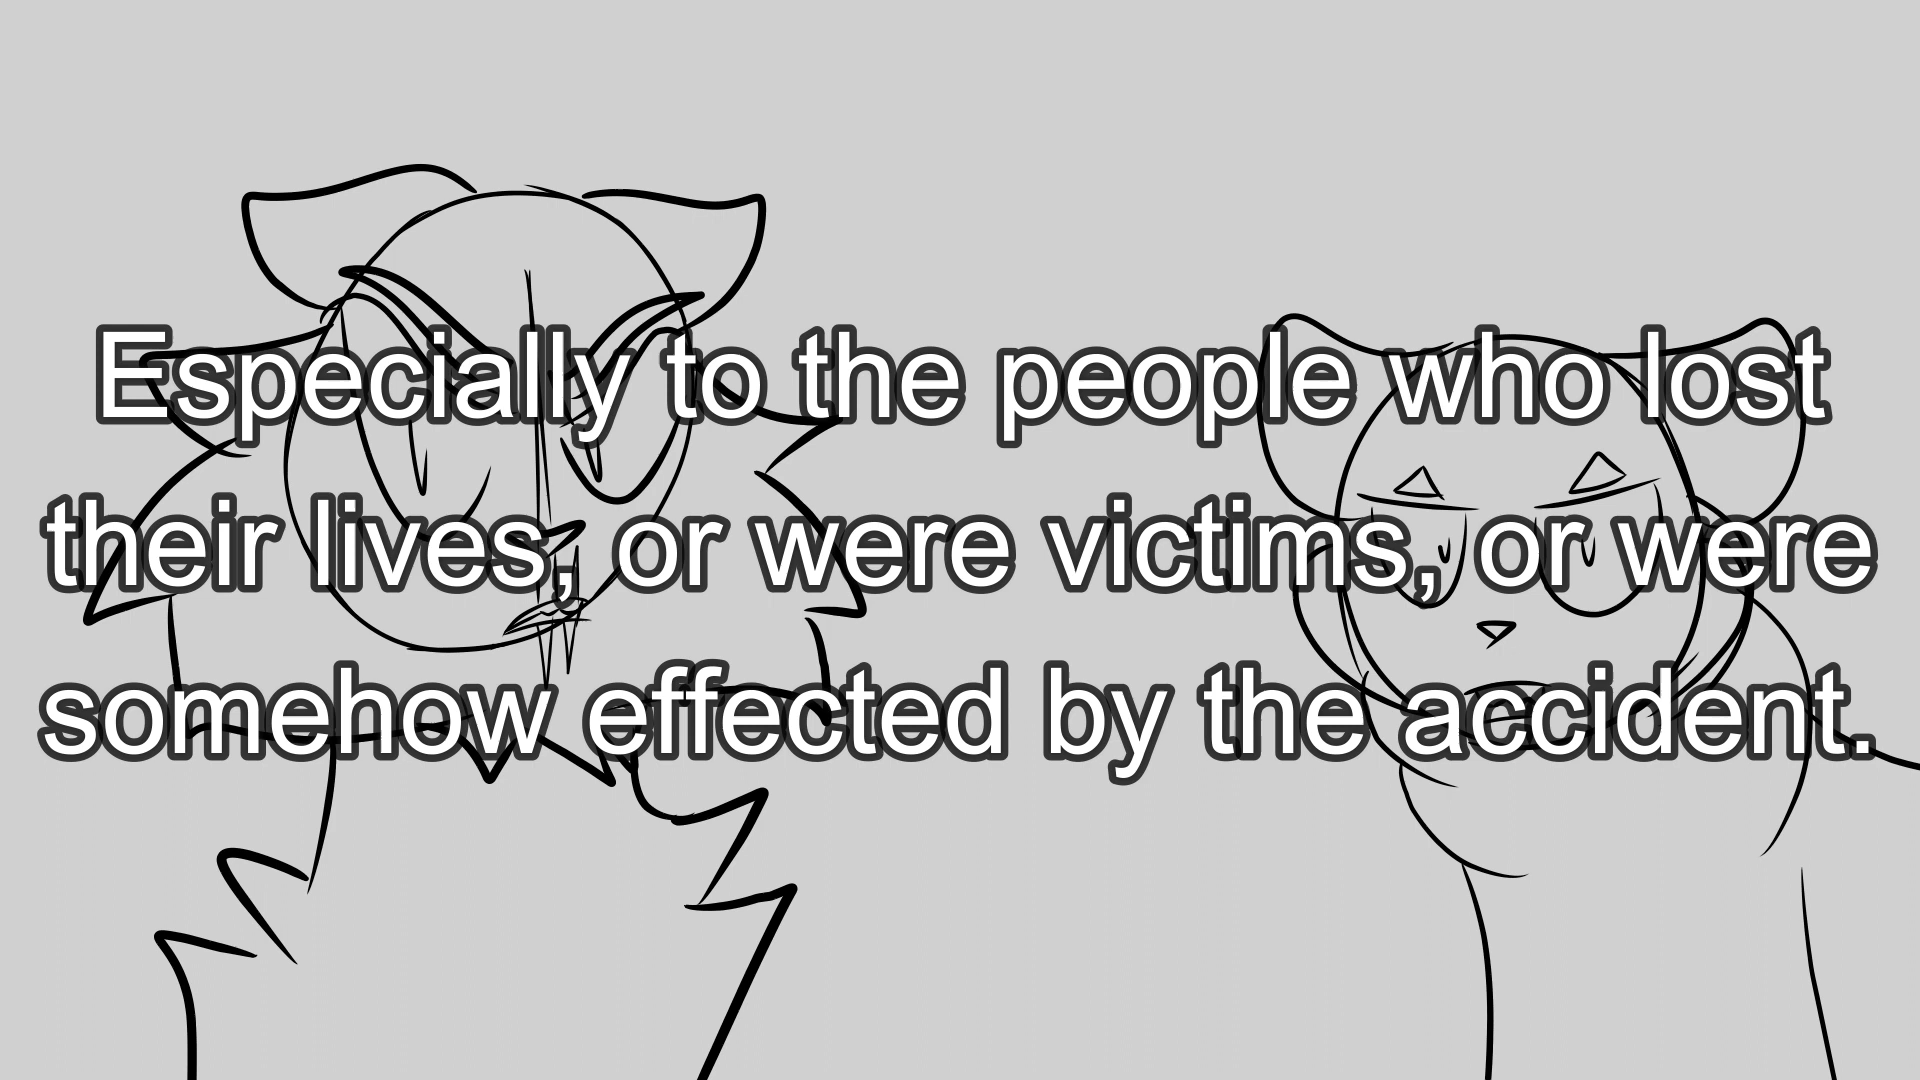 Especially to the people who lost
their lives, or were victims, or were
somehow effected by the accident.